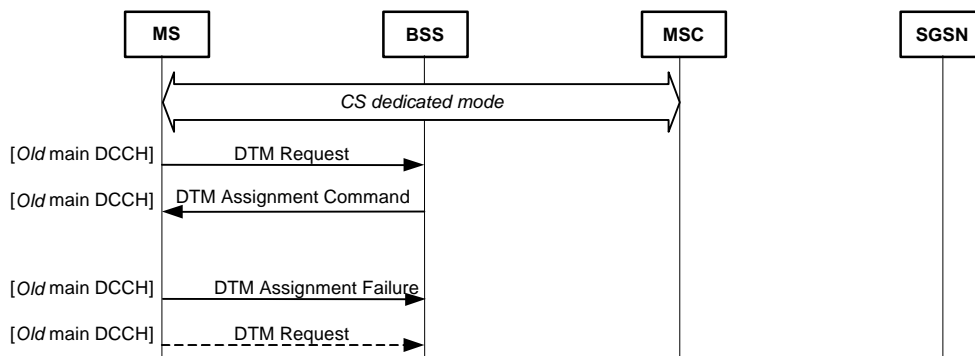 MS BSS MSC SGSN
CS dedicated mode
[Old main DCCH] DTM Request
[Old main DCCH] DTM Assignment Command
[Old main DCCH] DTM Assignment Failure
[Old main DCCH] DTM Request